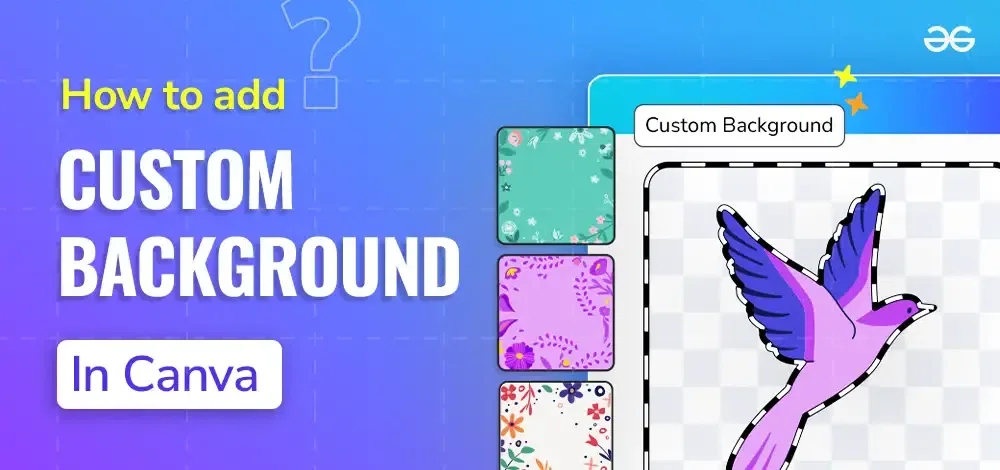 How to add
CUSTOM
BACKGROUND
In Canva
?
Custom Background